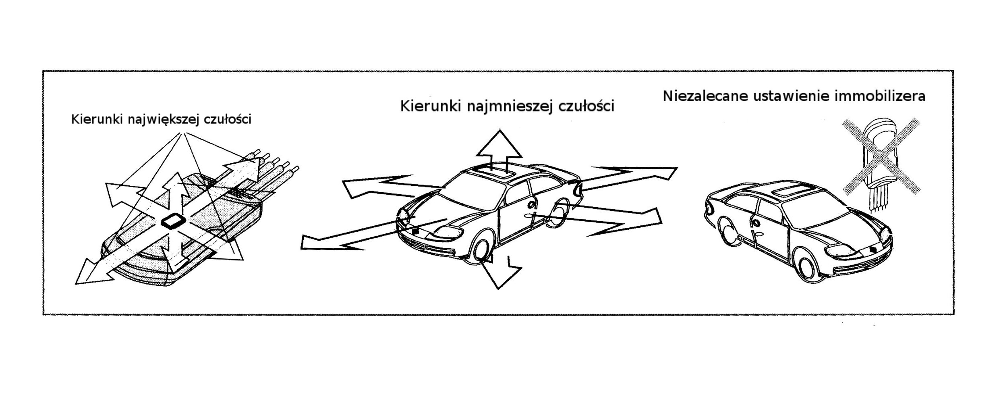 Kierunki największej czułości
Kierunki najmnieszej czułości
Niezalecane ustawienie immobilizera